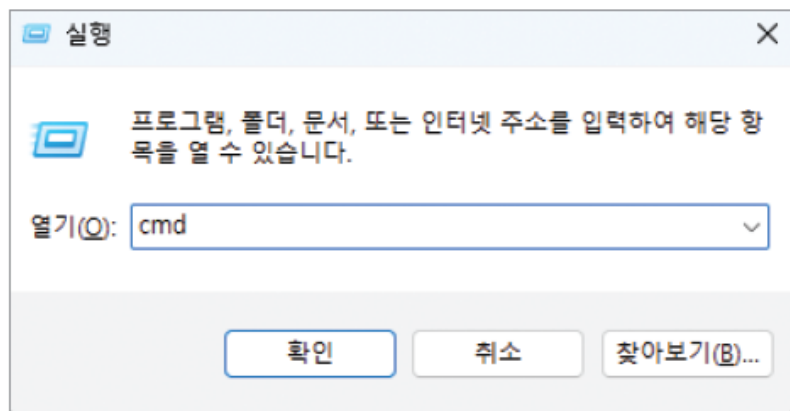 실행
프로그램, 폴더, 문서, 또는 인터넷 주소를 입력하여 해당 항
목을 열 수 있습니다.
열기(O): cmd
확인 취소 찾아보기(B)...